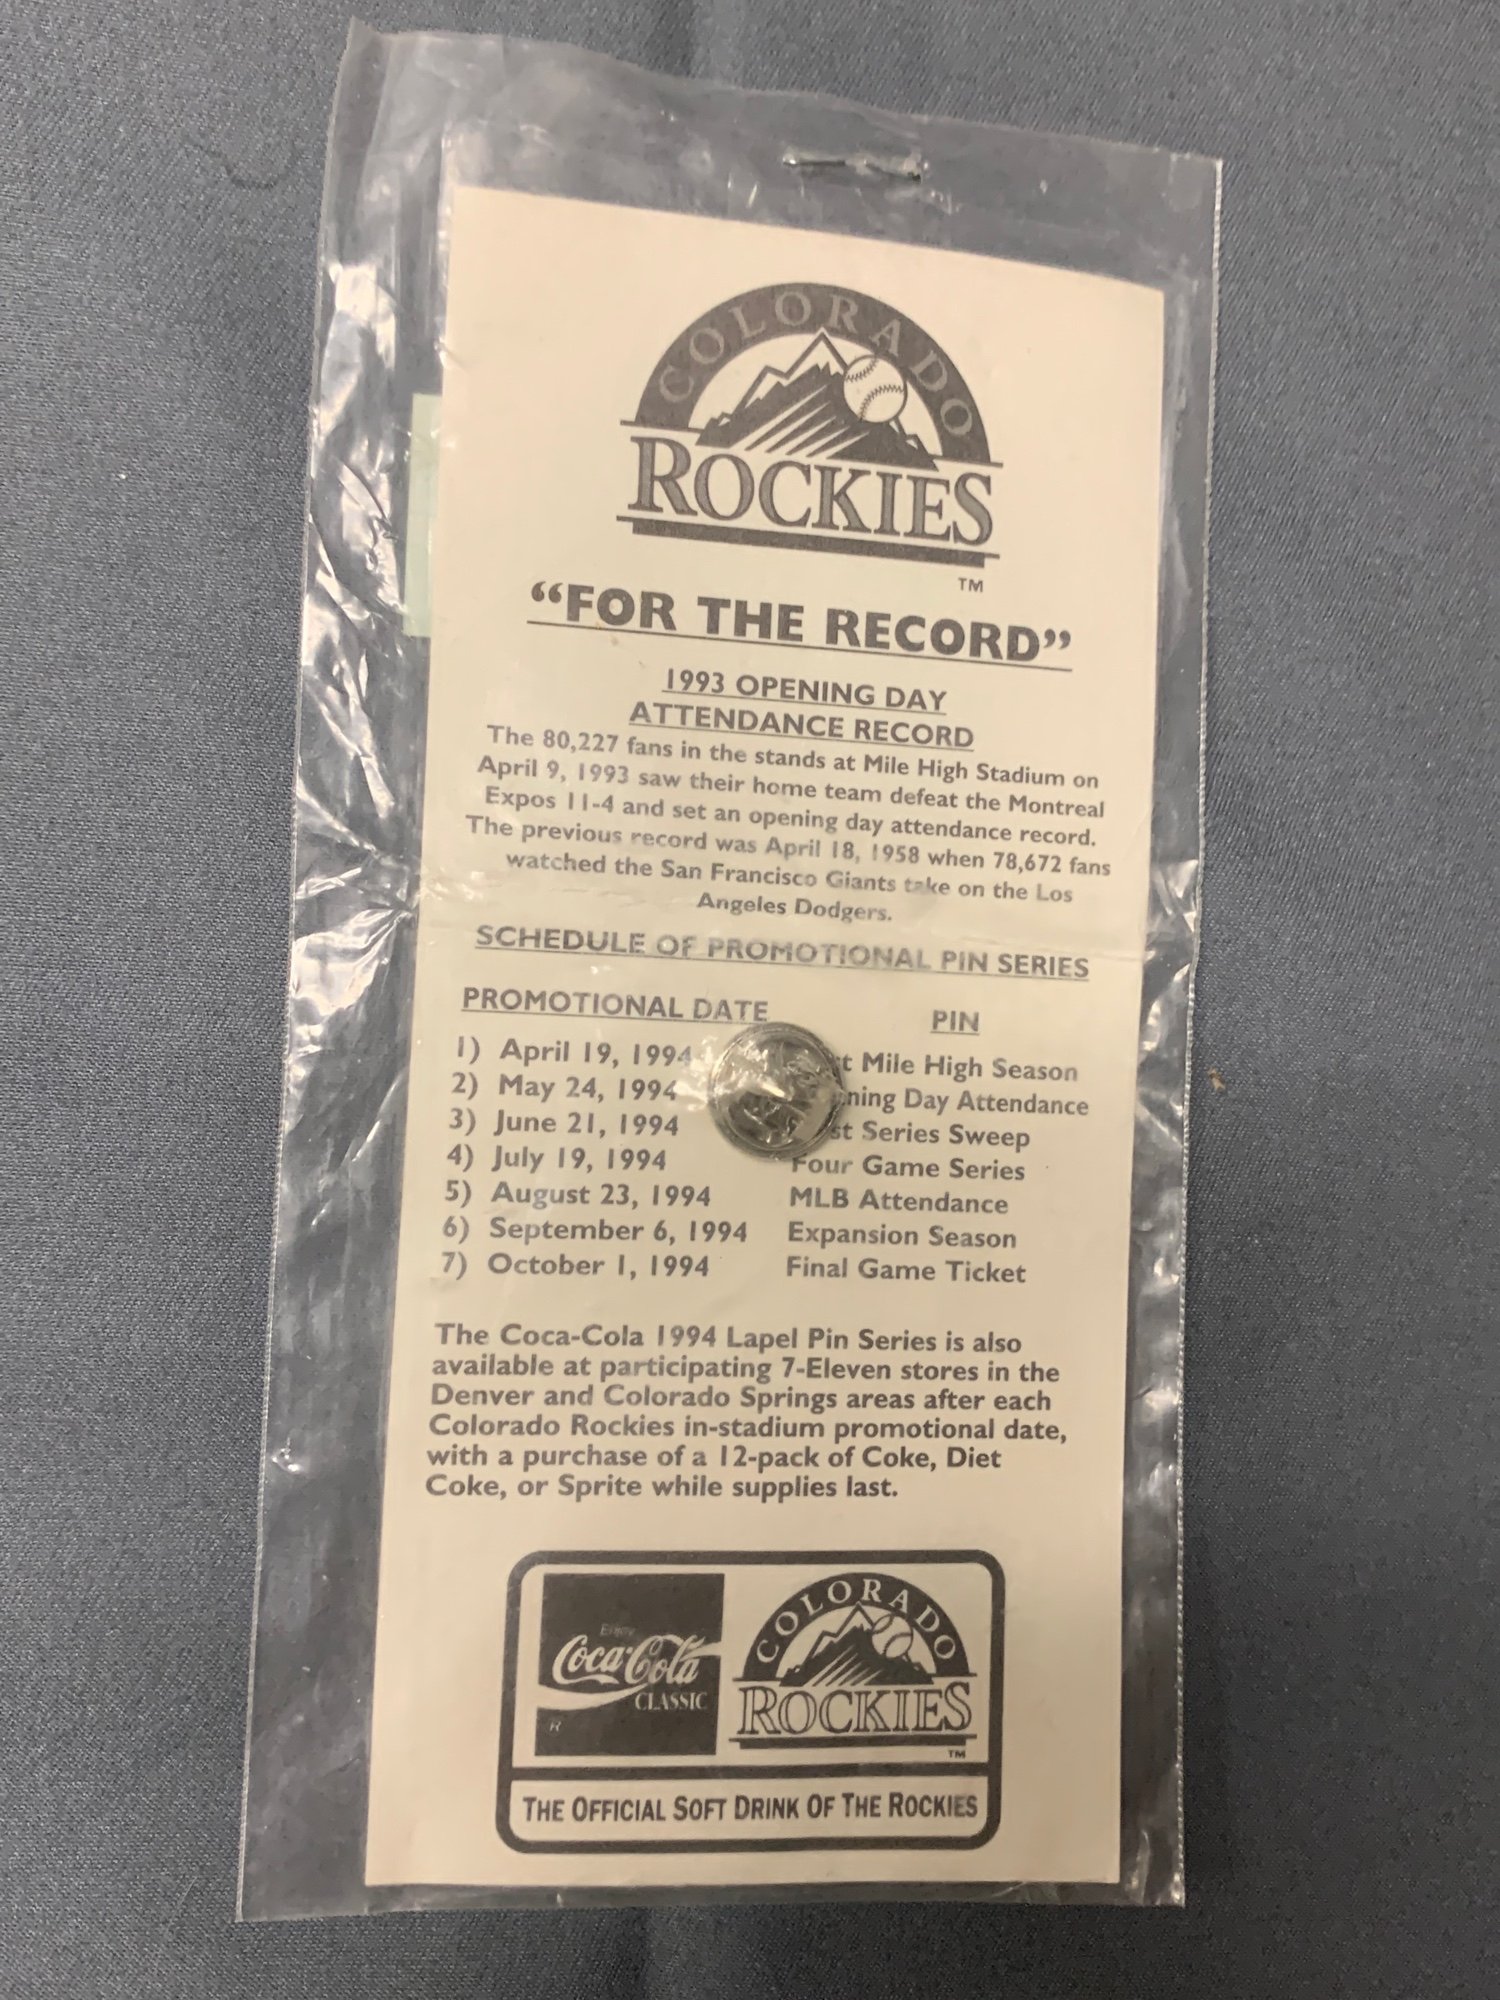 COLORADO
ROCKIES
TM
“FOR THE RECORD”
1993 OPENING DAY
ATTENDANCE RECORD
The 80,227 fans in the stands at Mile High Stadium on
April 9, 1993 saw their home team defeat the Montreal
Expos 11-4 and set an opening day attendance record.
The previous record was April 18, 1958 when 78,672 fans
watched the San Francisco Giants take on the Los
Angeles Dodgers.
SCHEDULE OF PROMOTIONAL PIN SERIES
PROMOTIONAL DATE PIN
1) April 19, 1994 Mile High Season
2) May 24, 1994 Day Attendance
3) June 21, 1994 Series Sweep
4) July 19, 1994 Four Game Series
5) August 23, 1994 MLB Attendance
6) September 6, 1994 Expansion Season
7) October 1, 1994 Final Game Ticket
The Coca-Cola 1994 Lapel Pin Series is also
available at participating 7-Eleven stores in the
Denver and Colorado Springs areas after each
Colorado Rockies in-stadium promotional date,
with a purchase of a 12-pack of Coke, Diet
Coke, or Sprite while supplies last.
Enjoy
Coca-Cola
CLASSIC
R
COLORADO
ROCKIES
TM
THE OFFICIAL SOFT DRINK OF THE ROCKIES